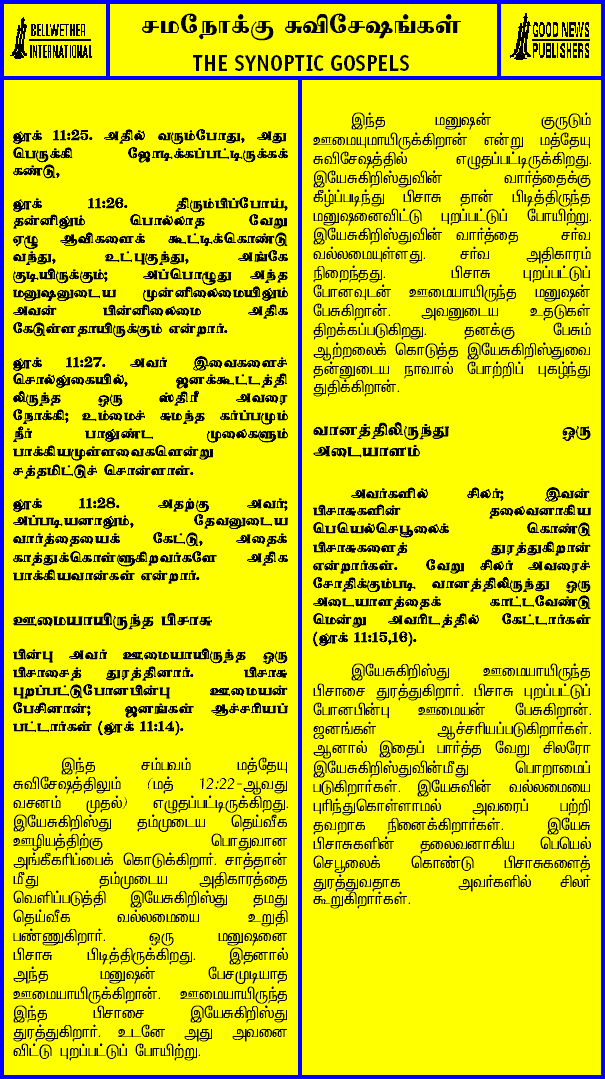 BELLWETHER
INTERNATIONAL
சமநோக்கு சுவிசேஷங்கள்
THE SYNOPTIC GOSPELS
GOOD NEWS
PUBLISHERS
லூக் 11:25. அதில் வரும்போது, அது
பெருக்கி ஜோடிக்கப்பட்டிருக்கக்
கண்டு,
லூக் 11:26. திரும்பிப்போய்,
தன்னிலும் பொல்லாத வேறு
ஏழு ஆவிகளைக் கூட்டிக்கொண்டு
வந்து, உட்புகுந்து, அங்கே
குடியிருக்கும்; அப்பொழுது அந்த
மனுஷனுடைய முன்னிலைமையிலும்
அவன் பின்னிலைமை அதிக
கேடுள்ளதாயிருக்கும் என்றார்.
லூக் 11:27. அவர் இவைகளைச்
சொல்லுகையில், ஜனக்கூட்டத்தி
லிருந்த ஒரு ஸ்திரீ அவரை
நோக்கி; உம்மைச் சுமந்த கர்ப்பமும்
நீர் பாலுண்ட முலைகளும்
பாக்கியமுள்ளவைகளென்று
சத்தமிட்டுச் சொன்னாள்.
லூக் 11:28. அதற்கு அவர்;
அப்படியானாலும், தேவனுடைய
வார்த்தையைக் கேட்டு, அதைக்
காத்துக்கொள்ளுகிறவர்களே அதிக
பாக்கியவான்கள் என்றார்.
ஊமையாயிருந்த பிசாசு
பின்பு அவர் ஊமையாயிருந்த ஒரு
பிசாசைத் துரத்தினார். பிசாசு
புறப்பட்டுபோனபின்பு ஊமையன்
பேசினான்; ஜனங்கள் ஆச்சரியப்
பட்டார்கள் (லூக் 11:14).
இந்த சம்பவம் மத்தேயு
சுவிசேஷத்திலும் (மத் 12:22-ஆவது
வசனம் முதல்) எழுதப்பட்டிருக்கிறது.
இயேசுகிறிஸ்து தம்முடைய தெய்வீக
ஊழியத்திற்கு பொதுவான
அங்கீகரிப்பைக் கொடுக்கிறார். சாத்தான்
மீது தம்முடைய அதிகாரத்தை
வெளிப்படுத்தி இயேசுகிறிஸ்து தமது
தெய்வீக வல்லமையை உறுதி
பண்ணுகிறார். ஒரு மனுஷனை
பிசாசு பிடித்திருக்கிறது. இதனால்
அந்த மனுஷன் பேசமுடியாத
ஊமையாயிருக்கிறான். ஊமையாயிருந்த
இந்த பிசாசை இயேசுகிறிஸ்து
துரத்துகிறார். உடனே அது அவனை
விட்டு புறப்பட்டுப் போயிற்று.
இந்த மனுஷன் குருடும்
ஊமையுமாயிருக்கிறான் என்று மத்தேயு
சுவிசேஷத்தில் எழுதப்பட்டிருக்கிறது.
இயேசுகிறிஸ்துவின் வார்த்தைக்கு
கீழ்ப்படிந்து பிசாசு தான் பிடித்திருந்த
மனுஷனைவிட்டு புறப்பட்டுப் போயிற்று.
இயேசுகிறிஸ்துவின் வார்த்தை சர்வ
வல்லமையுள்ளது. சர்வ அதிகாரம்
நிறைந்தது. பிசாசு புறப்பட்டுப்
போனவுடன் ஊமையாயிருந்த மனுஷன்
பேசுகிறான். அவனுடைய உதடுகள்
திறக்கப்படுகிறது. தனக்கு பேசும்
ஆற்றலைக் கொடுத்த இயேசுகிறிஸ்துவை
தன்னுடைய நாவால் போற்றிப் புகழ்ந்து
துதிக்கிறான்.
வானத்திலிருந்து ஒரு
அடையாளம்
அவர்களில் சிலர்; இவன்
பிசாசுகளின் தலைவனாகிய
பெயெல்செபூலைக் கொண்டு
பிசாசுகளைத் துரத்துகிறான்
என்றார்கள். வேறு சிலர் அவரைச்
சோதிக்கும்படி வானத்திலிருந்து ஒரு
அடையாளத்தைக் காட்டவேண்டு
மென்று அவரிடத்தில் கேட்டார்கள்
(லூக் 11:15,16).
இயேசுகிறிஸ்து ஊமையாயிருந்த
பிசாசை துரத்துகிறார். பிசாசு புறப்பட்டுப்
போனபின்பு ஊமையன் பேசுகிறான்.
ஜனங்கள் ஆச்சரியப்படுகிறார்கள்.
ஆனால் இதைப் பார்த்த வேறு சிலரோ
இயேசுகிறிஸ்துவின்மீது பொறாமைப்
படுகிறார்கள். இயேசுவின் வல்லமையை
புரிந்துகொள்ளாமல் அவரைப் பற்றி
தவறாக நினைக்கிறார்கள். இயேசு
பிசாசுகளின் தலைவனாகிய பெயெல்
செபூலைக் கொண்டு பிசாசுகளைத்
துரத்துவதாக அவர்களில் சிலர்
கூறுகிறார்கள்.